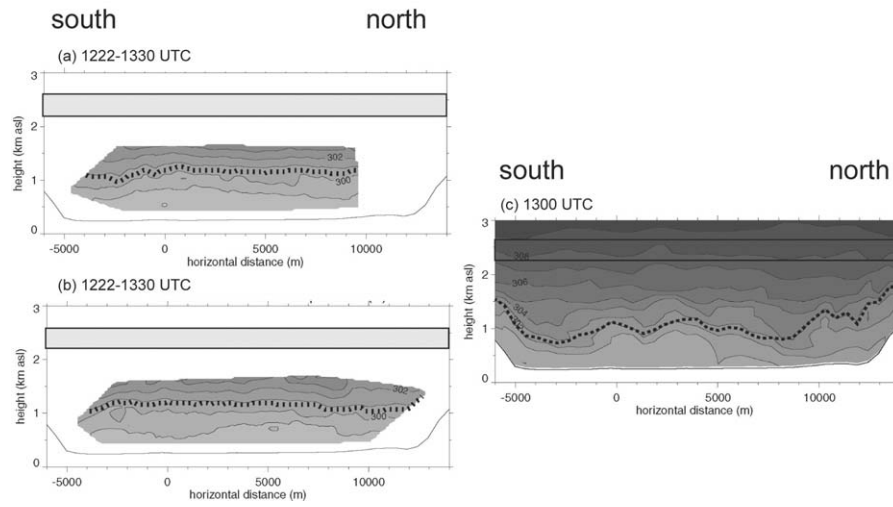 south north
(a) 1222-1330 UTC
3
2
1
0
height (km asl)
302
300
-5000 0 5000 10000
horizontal distance (m)
(b) 1222-1330 UTC
3
2
1
0
height (km asl)
302
300
-5000 0 5000 10000
horizontal distance (m)
south north
(c) 1300 UTC
3
2
1
0
height (km asl)
308
306
304
-5000 0 5000 10000
horizontal distance (m)